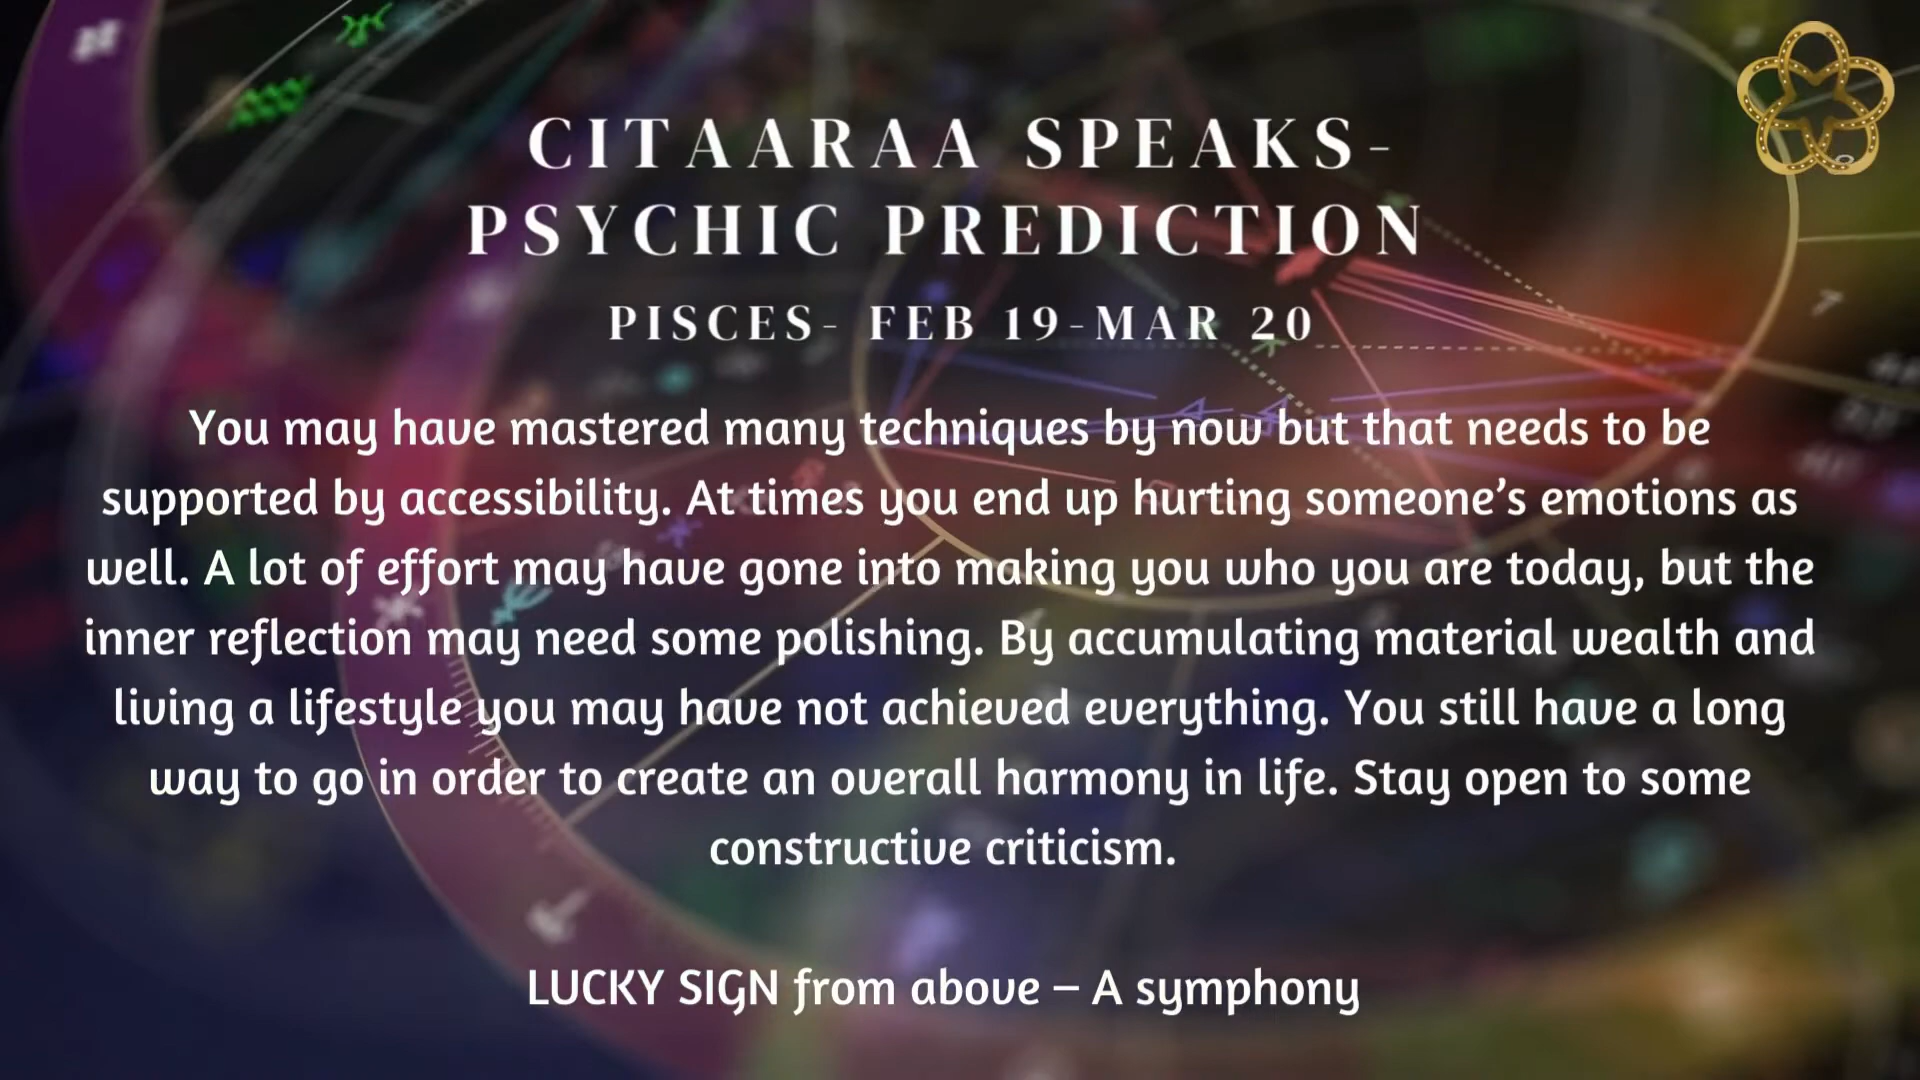 CITAARAA SPEAKS-
PSYCHIC PREDICTION
PISCES- FEB 19-MAR 20
You may have mastered many techniques by now but that needs to be
supported by accessibility. At times you end up hurting someone’s emotions as
well. A lot of effort may have gone into making you who you are today, but the
inner reflection may need some polishing. By accumulating material wealth and
living a lifestyle you may have not achieved everything. You still have a long
way to go in order to create an overall harmony in life. Stay open to some
constructive criticism.
LUCKY SIGN from above – A symphony